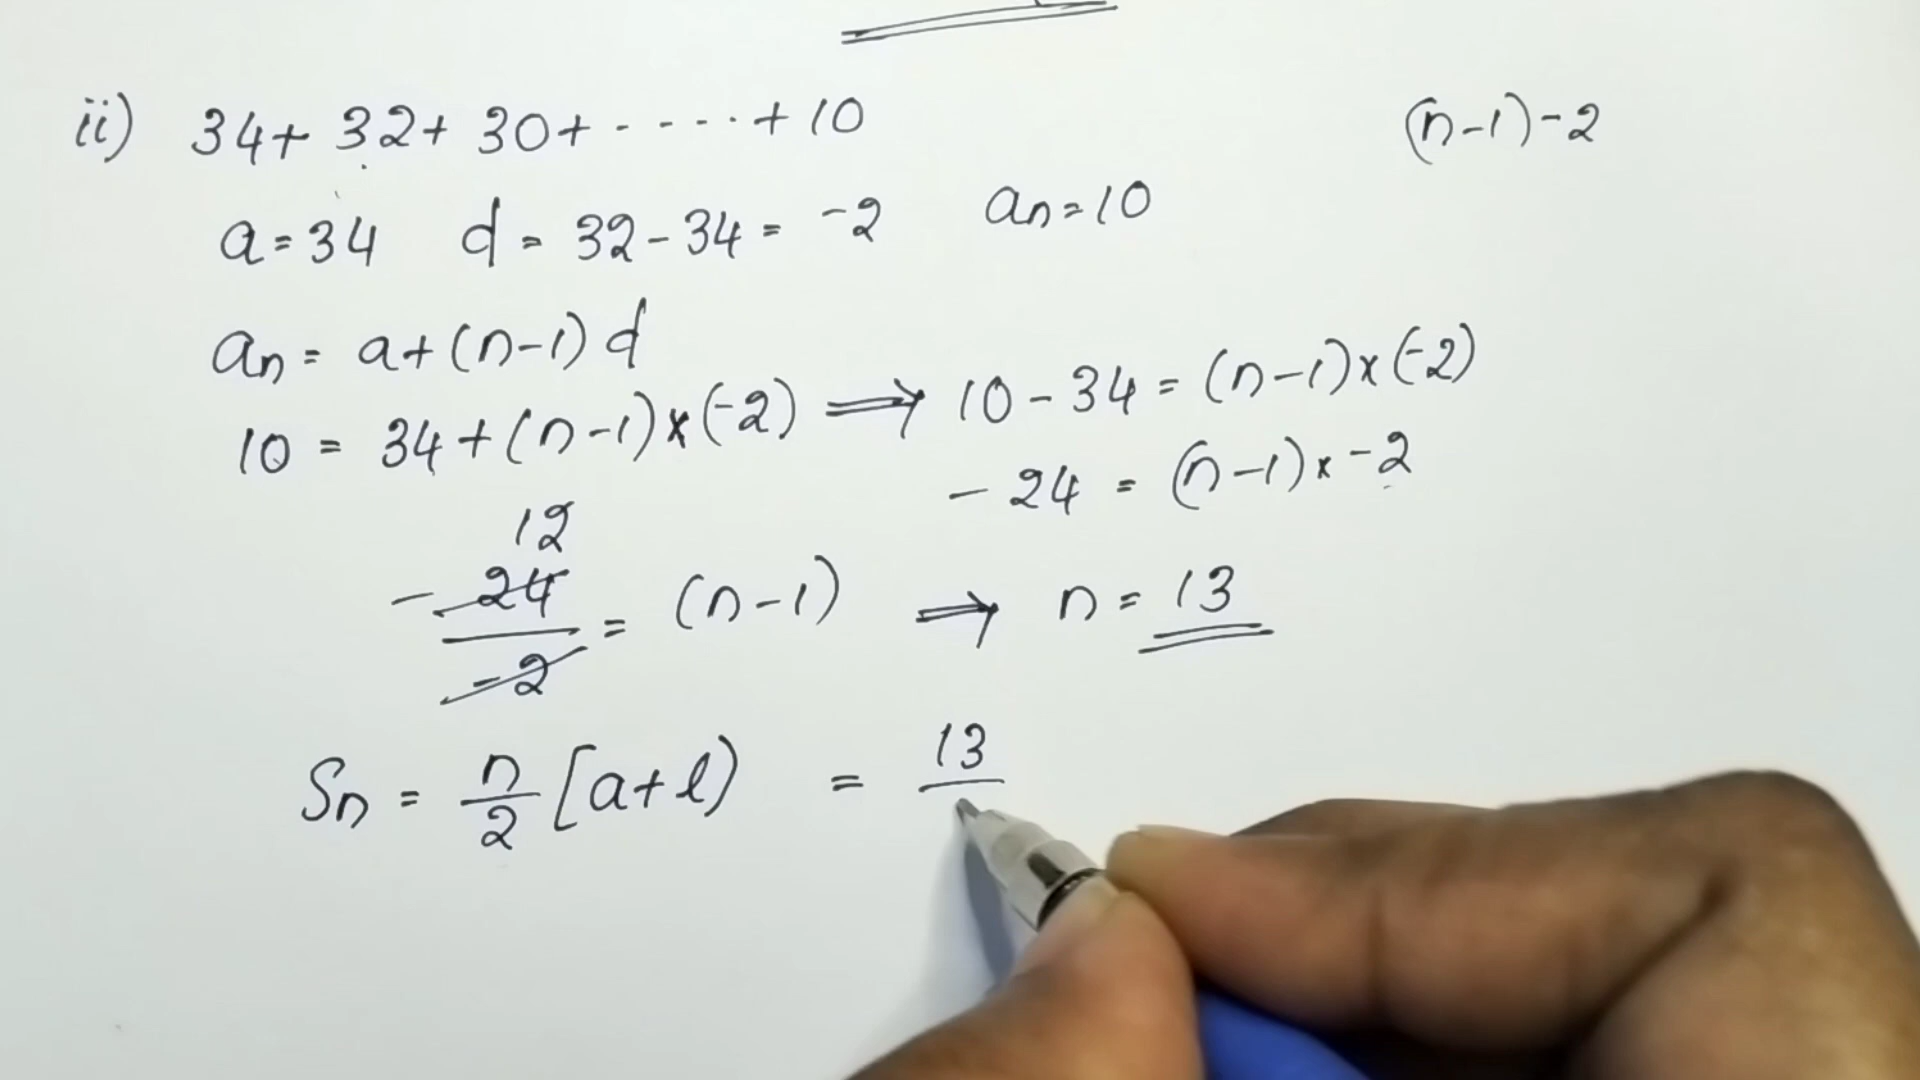 ii) 34+ 32+ 30+ - - - - - + 10
(n-1)-2
a=34 d = 32-34 = -2 an=10
an = a+(n-1) d
10 = 34+(n-1)×(-2) ⟹ 10-34 = (n-1)×(-2)
-24 = (n-1)× -2
12
-24/-2 = (n-1) ⟹ n = 13
Sn = n/2 [a+l) = 13